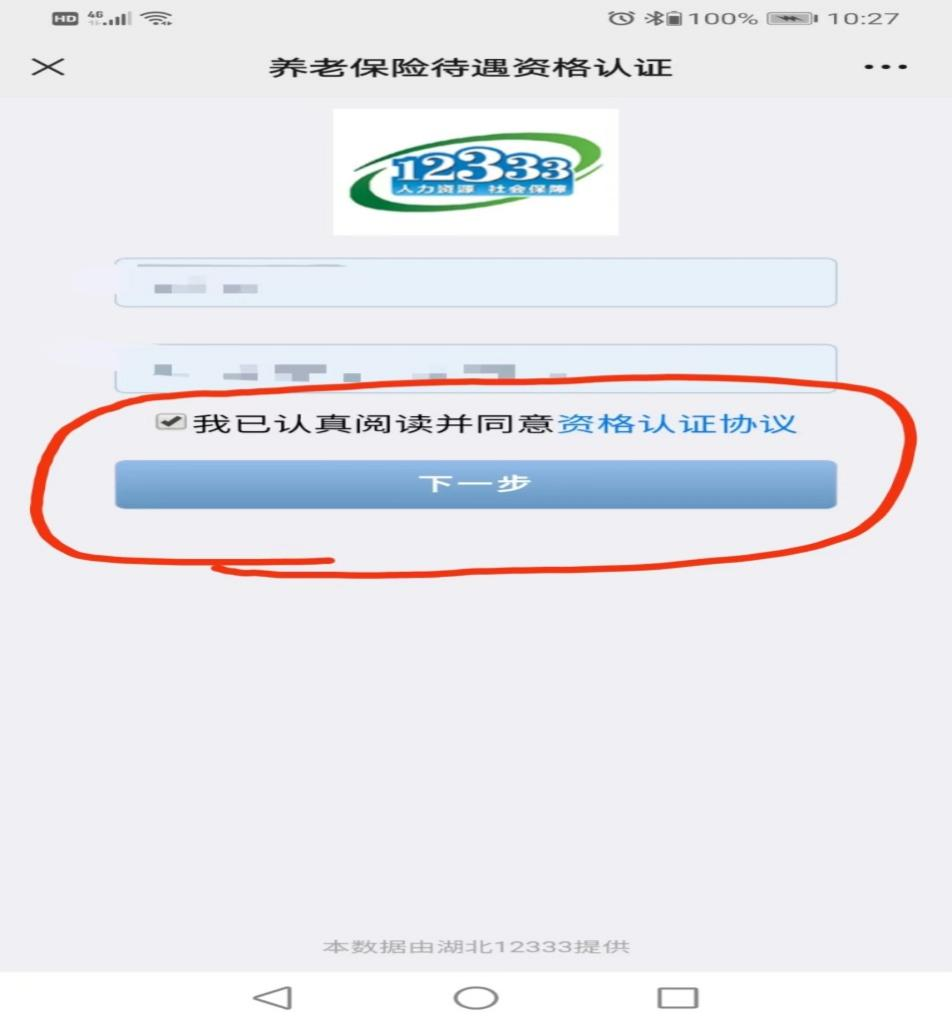 HD 4G 100% 10:27
养老保险待遇资格认证
12333
人力资源 社会保障
我已认真阅读并同意资格认证协议
下一步
本数据由湖北12333提供